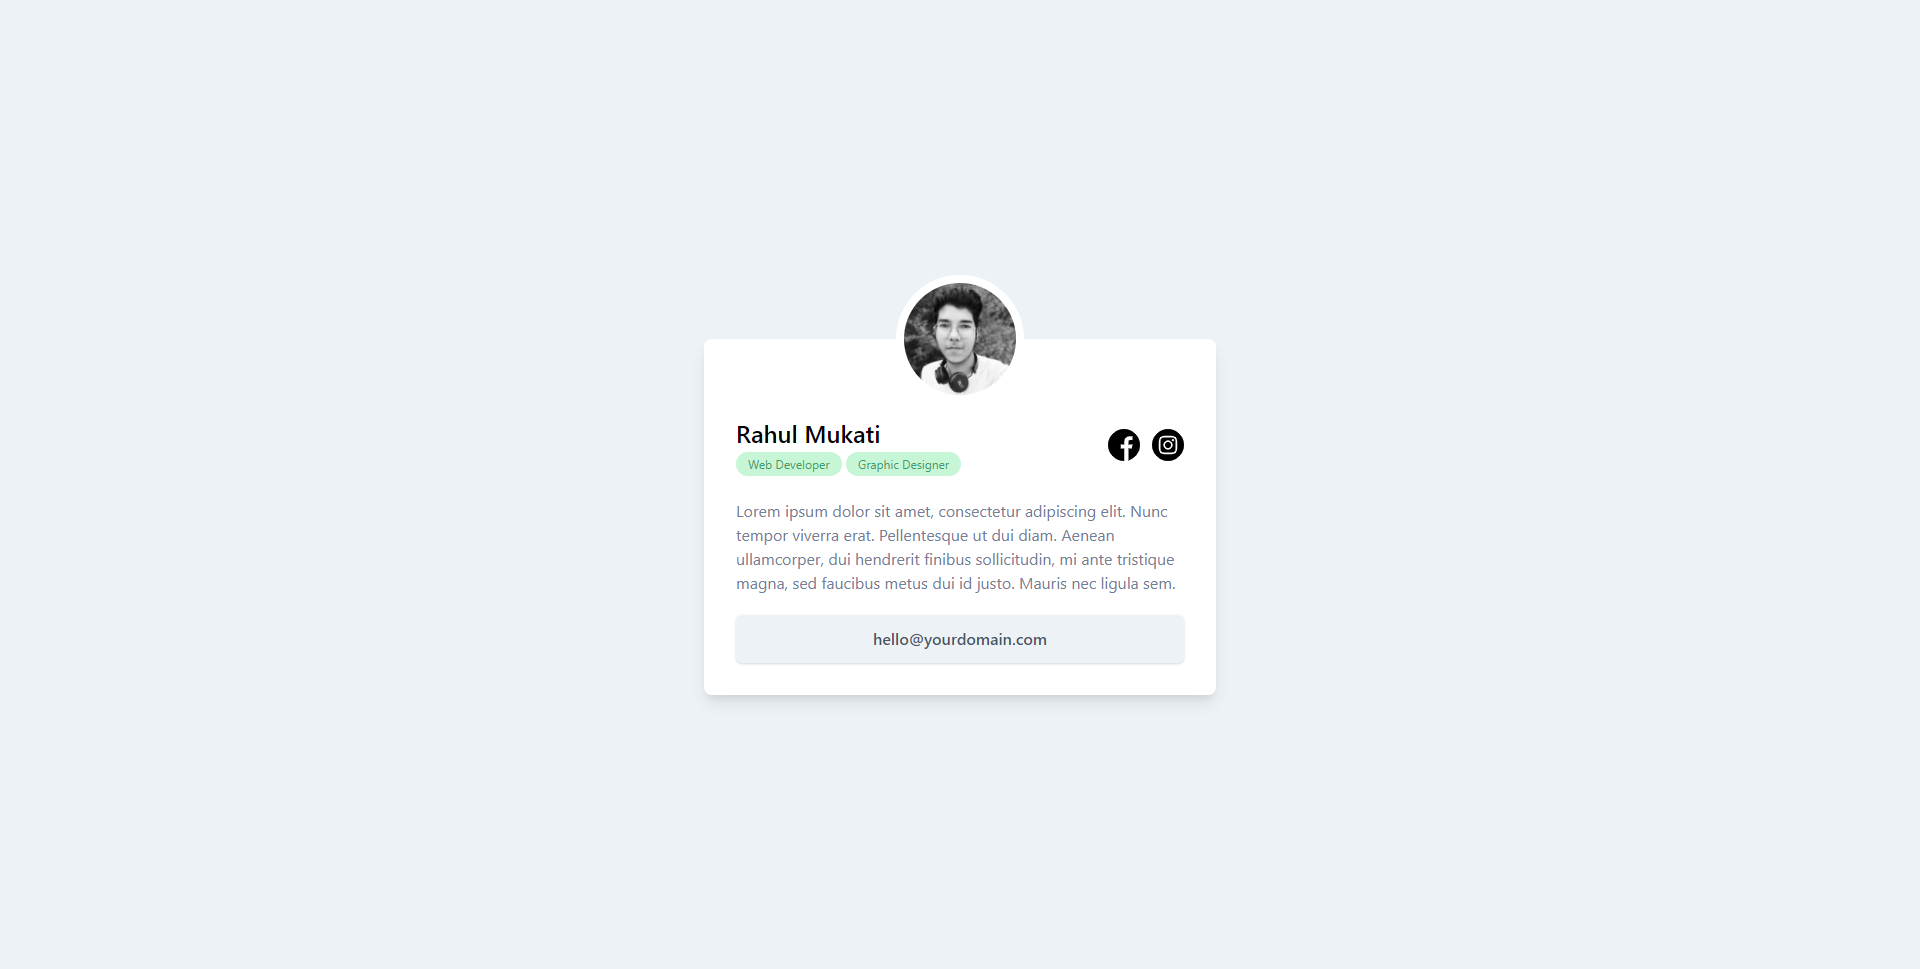 Rahul Mukati
Web Developer Graphic Designer
Lorem ipsum dolor sit amet, consectetur adipiscing elit. Nunc
tempor viverra erat. Pellentesque ut dui diam. Aenean
ullamcorper, dui hendrerit finibus sollicitudin, mi ante tristique
magna, sed faucibus metus dui id justo. Mauris nec ligula sem.
hello@yourdomain.com